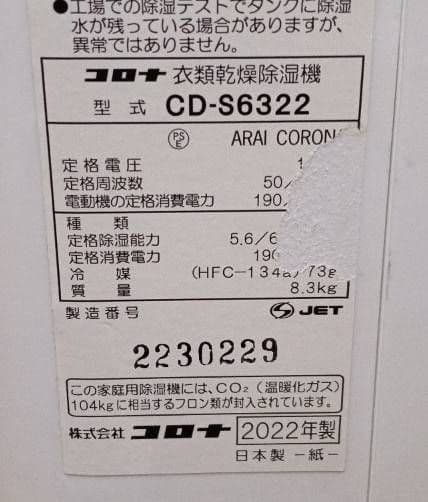 ●工場での除湿テストでタンクに除湿
水が残っている場合がありますが、
異常ではありません。
コロナ 衣類乾燥除湿機
型 式 CD-S6322
PSE ARAI CORONA
定格電圧 1
定格周波数 50/
電動機の定格消費電力 190
種 類
定格除湿能力 5.6/6
定格消費電力 190
冷 媒 (HFC-134a)73g
質 量 8.3kg
製造番号 JET
2230229
この家庭用除湿機には、CO₂(温暖化ガス)
104kgに相当するフロン類が封入されています。
株式会社 コロナ 2022年製
日本製 -紙-